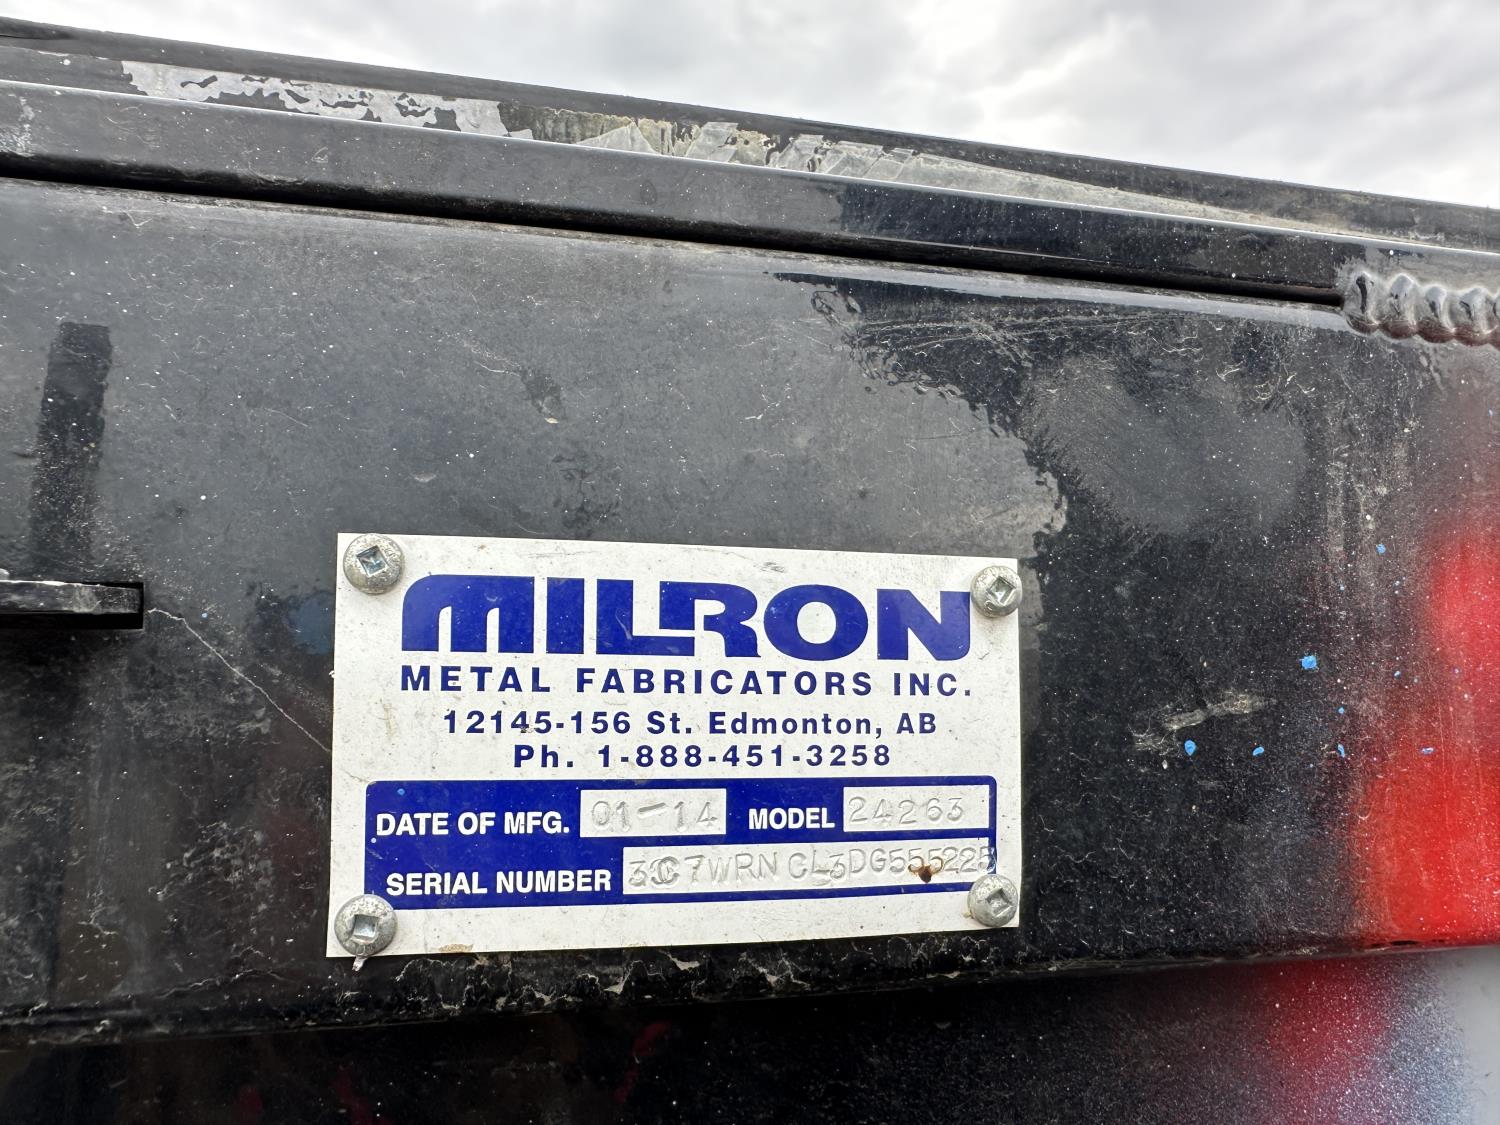 MILRON
METAL FABRICATORS INC.
12145-156 St. Edmonton, AB
Ph. 1-888-451-3258
DATE OF MFG. 01-14 MODEL 24263
SERIAL NUMBER 3C7WRNCL3DG555225